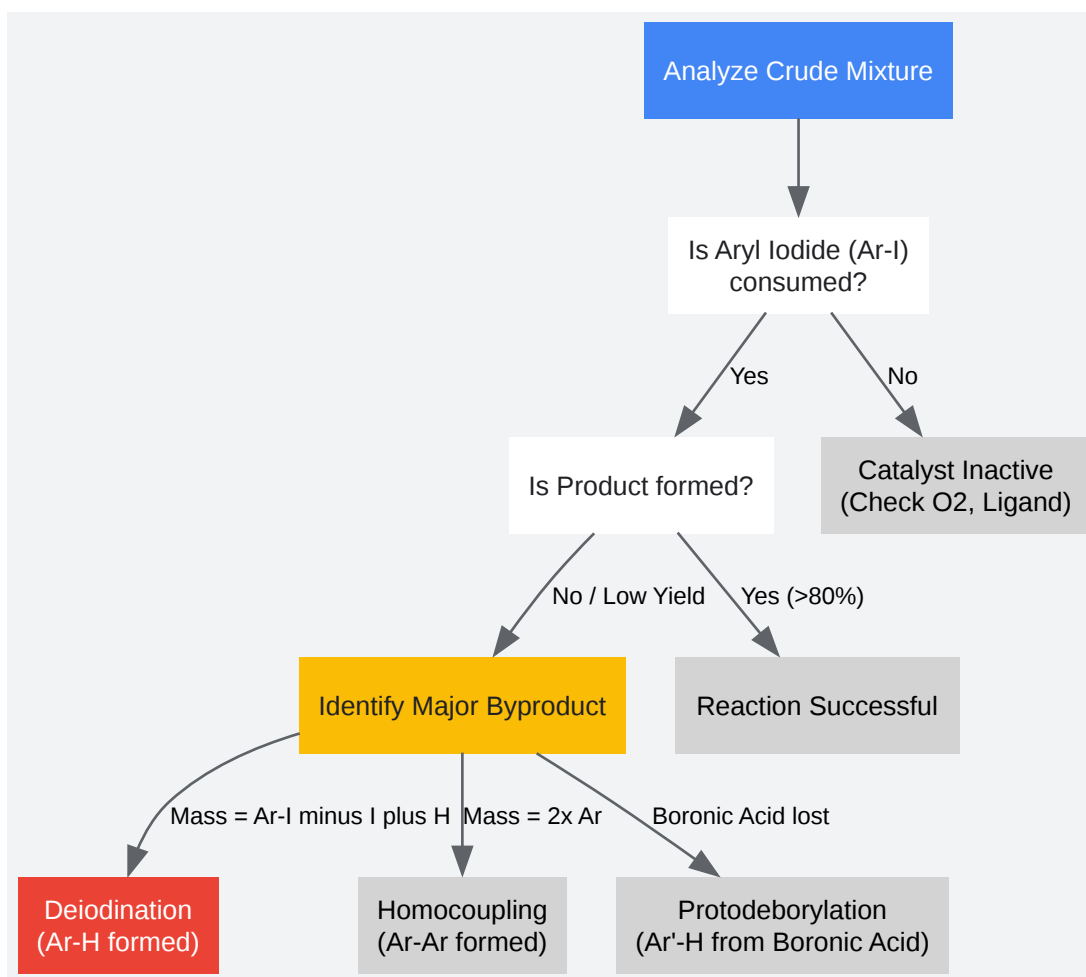 Analyze Crude Mixture
Is Aryl Iodide (Ar-I)
consumed?
Yes
No
Is Product formed?
Catalyst Inactive
(Check O2, Ligand)
No / Low Yield
Yes (>80%)
Identify Major Byproduct
Reaction Successful
Mass = Ar-I minus I plus H
Mass = 2x Ar
Boronic Acid lost
Deiodination
(Ar-H formed)
Homocoupling
(Ar-Ar formed)
Protodeborylation
(Ar'-H from Boronic Acid)